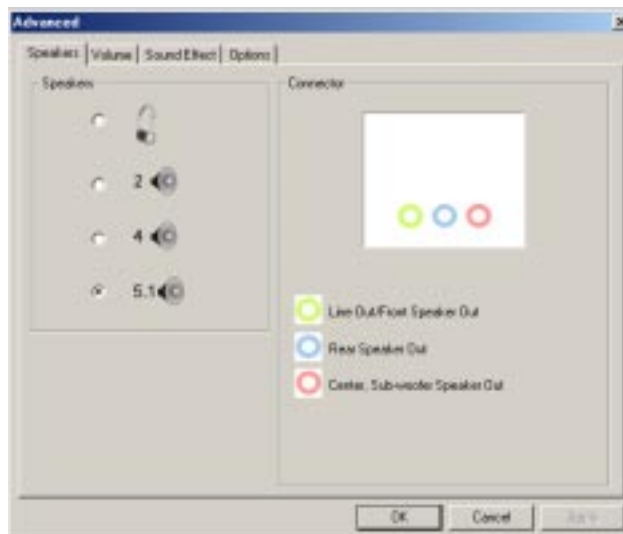 Advanced
Speakers Volume Sound Effect Options
Speakers
2
4
5.1
Connector
Line Out/Front Speaker Out
Rear Speaker Out
Center, Sub-woofer Speaker Out
OK Cancel Apply